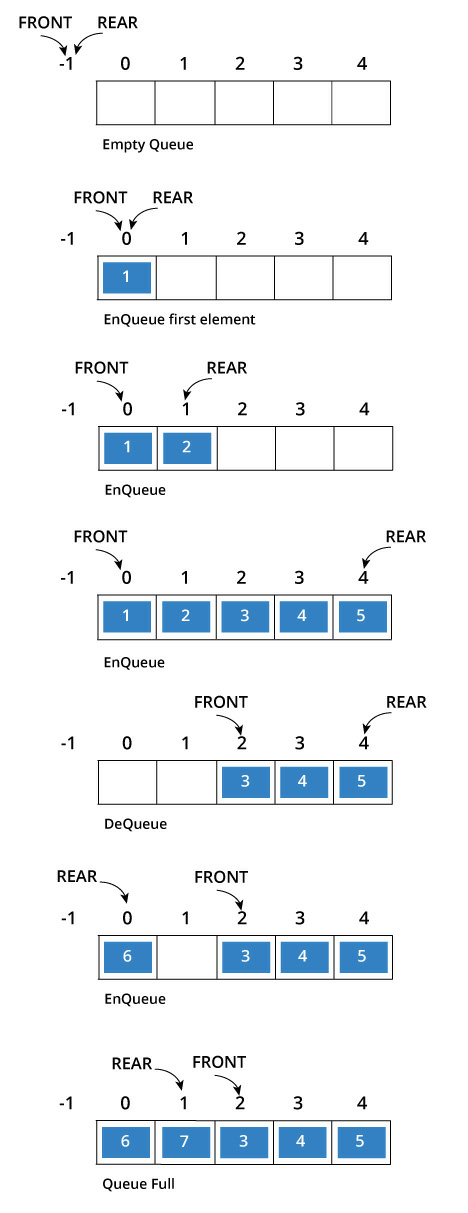 FRONT REAR
-1 0 1 2 3 4
Empty Queue
FRONT REAR
-1 0 1 2 3 4
1
EnQueue first element
FRONT REAR
-1 0 1 2 3 4
1 2
EnQueue
FRONT REAR
-1 0 1 2 3 4
1 2 3 4 5
EnQueue
FRONT REAR
-1 0 1 2 3 4
3 4 5
DeQueue
REAR FRONT
-1 0 1 2 3 4
6 3 4 5
EnQueue
REAR FRONT
-1 0 1 2 3 4
6 7 3 4 5
Queue Full